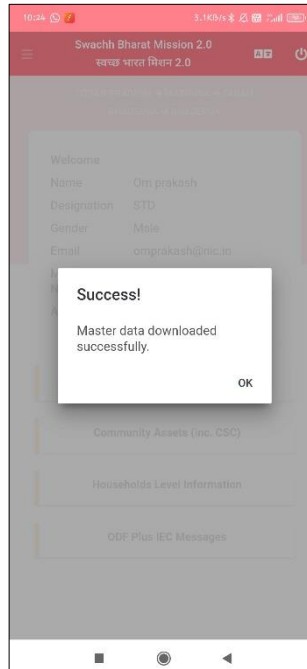 10:24
5.1KB/s
Swachh Bharat Mission 2.0
स्वच्छ भारत मिशन 2.0
Welcome
Name Om prakash
Designation STD
Gender Male
Email omprakash@nic.in
Success!
Master data downloaded
successfully.
OK
Community Assets (inc. CSC)
Households Level Information
ODF Plus IEC Messages